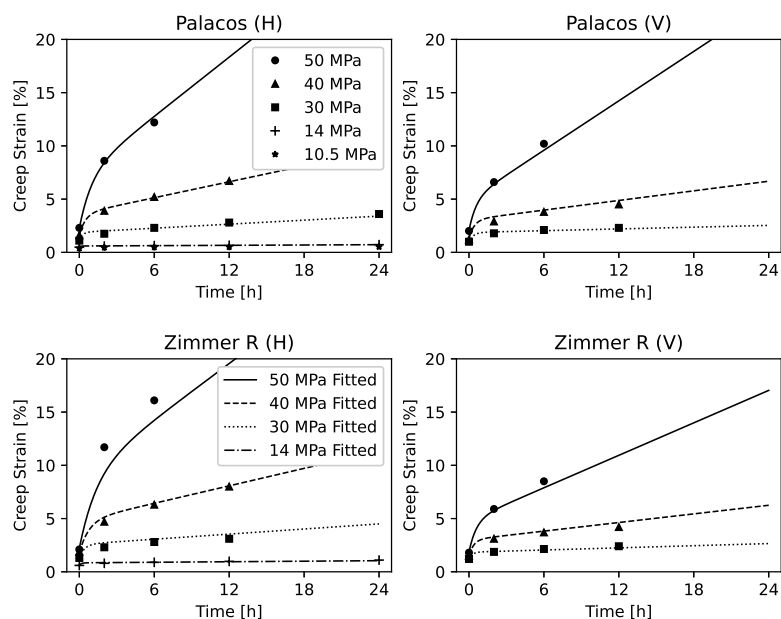 Palacos (H)
Palacos (V)
20
15
10
5
0
Creep Strain [%]
50 MPa
40 MPa
30 MPa
14 MPa
10.5 MPa
0 6 12 18 24
Time [h]
20
15
10
5
0
Creep Strain [%]
0 6 12 18 24
Time [h]
Zimmer R (H)
Zimmer R (V)
20
15
10
5
0
Creep Strain [%]
50 MPa Fitted
40 MPa Fitted
30 MPa Fitted
14 MPa Fitted
0 6 12 18 24
Time [h]
20
15
10
5
0
Creep Strain [%]
0 6 12 18 24
Time [h]